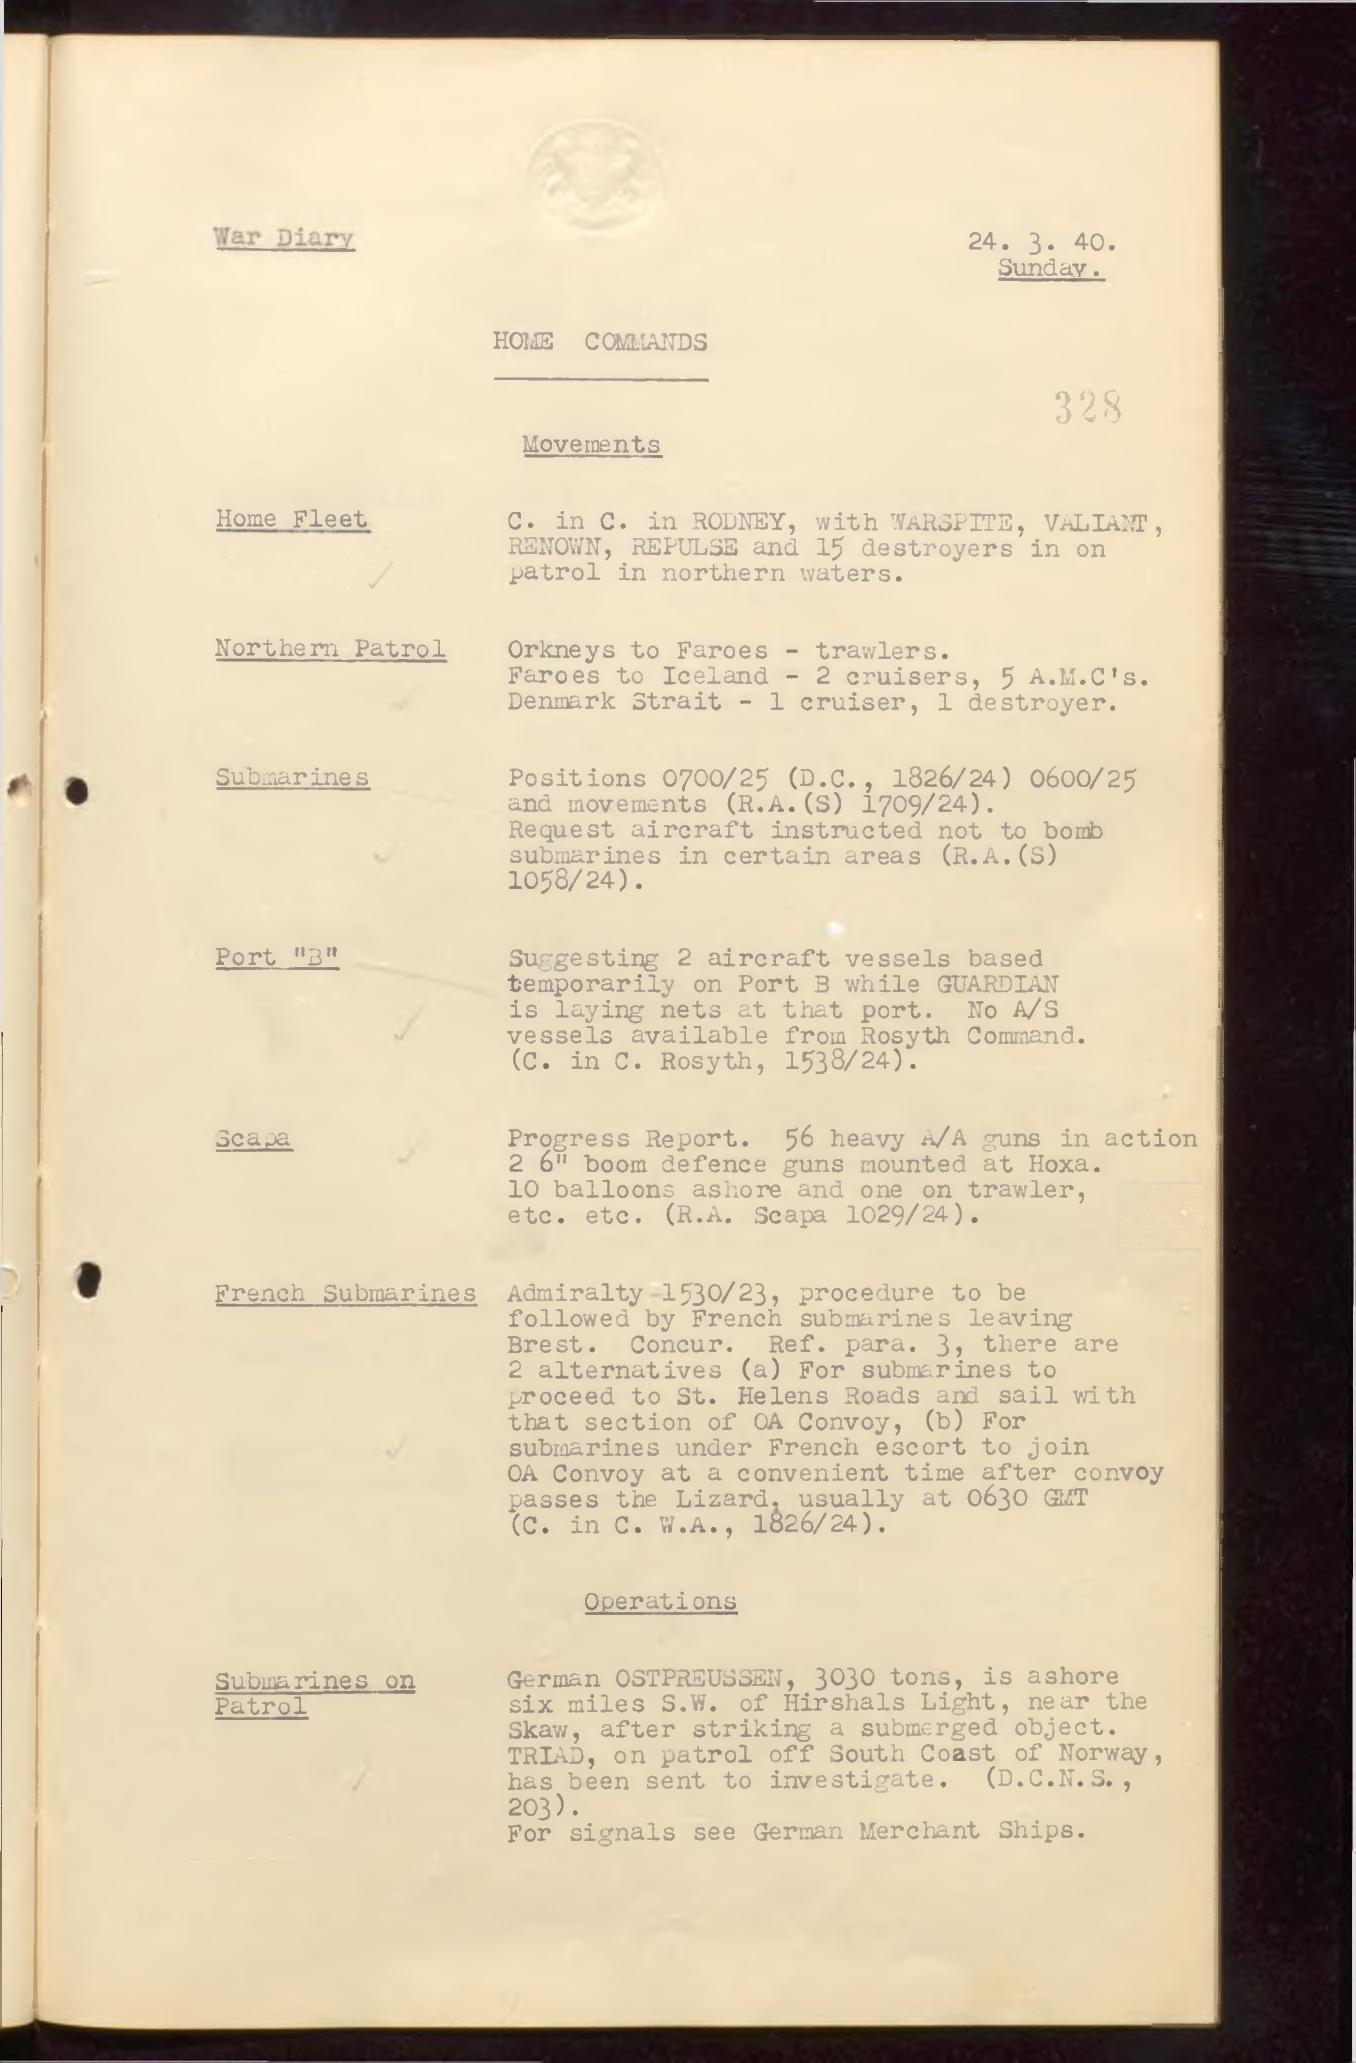 War Diary
24. 3. 40.
Sunday.
HOME COMMANDS
328
Movements
Home Fleet
C. in C. in RODNEY, with WARSPITE, VALIANT,
RENOWN, REPULSE and 15 destroyers in on
patrol in northern waters.
Northern Patrol
Orkneys to Faroes - trawlers.
Faroes to Iceland - 2 cruisers, 5 A.M.C's.
Denmark Strait - 1 cruiser, 1 destroyer.
Submarines
Positions 0700/25 (D.C., 1826/24) 0600/25
and movements (R.A.(S) 1709/24).
Request aircraft instructed not to bomb
submarines in certain areas (R.A.(S)
1058/24).
Port "B"
Suggesting 2 aircraft vessels based
temporarily on Port B while GUARDIAN
is laying nets at that port. No A/S
vessels available from Rosyth Command.
(C. in C. Rosyth, 1538/24).
Scapa
Progress Report. 56 heavy A/A guns in action
2 6" boom defence guns mounted at Hoxa.
10 balloons ashore and one on trawler,
etc. etc. (R.A. Scapa 1029/24).
French Submarines
Admiralty 1530/23, procedure to be
followed by French submarines leaving
Brest. Concur. Ref. para. 3, there are
2 alternatives (a) For submarines to
proceed to St. Helens Roads and sail with
that section of OA Convoy, (b) For
submarines under French escort to join
OA Convoy at a convenient time after convoy
passes the Lizard, usually at 0630 GMT
(C. in C. W.A., 1826/24).
Operations
Submarines on
Patrol
German OSTPREUSSEN, 3030 tons, is ashore
six miles S.W. of Hirshals Light, near the
Skaw, after striking a submerged object.
TRIAD, on patrol off South Coast of Norway,
has been sent to investigate. (D.C.N.S.,
203).
For signals see German Merchant Ships.